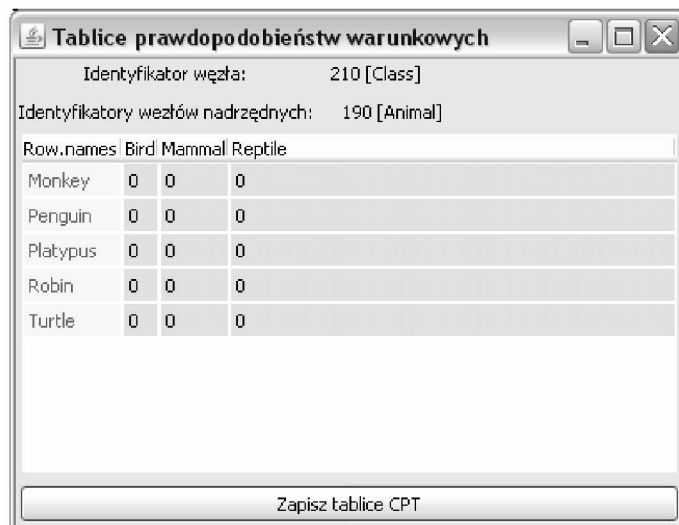 Tablice prawdopodobieństw warunkowych
Identyfikator węzła: 210 [Class]
Identyfikatory wezłów nadrzędnych: 190 [Animal]
Row.names Bird Mammal Reptile
Monkey 0 0 0
Penguin 0 0 0
Platypus 0 0 0
Robin 0 0 0
Turtle 0 0 0
Zapisz tablice CPT